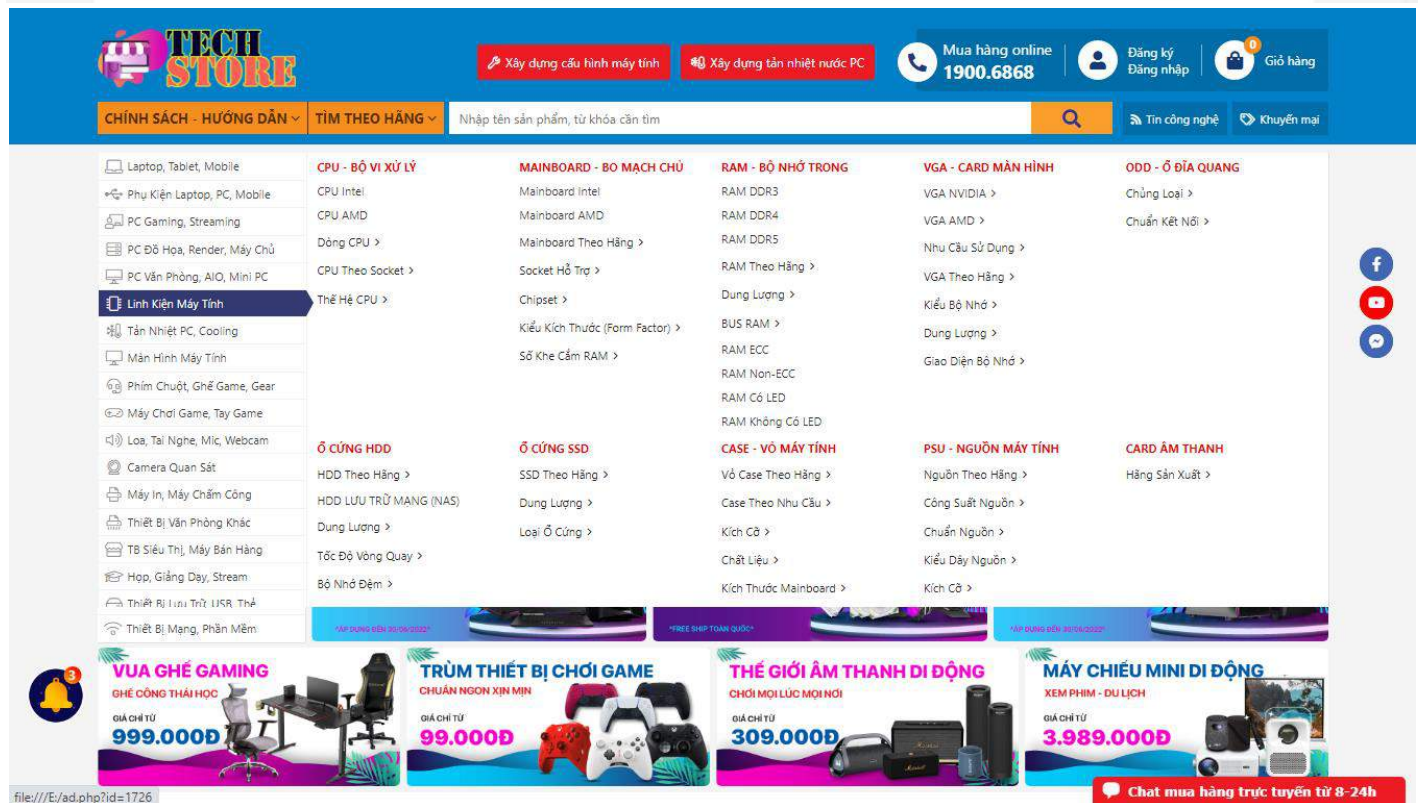 TECH
STORE
Xây dựng cấu hình máy tính
Xây dựng tản nhiệt nước PC
Mua hàng online
1900.6868
Đăng ký
Đăng nhập
0
Giỏ hàng
CHÍNH SÁCH - HƯỚNG DẪN
TÌM THEO HÃNG
Nhập tên sản phẩm, từ khóa cần tìm
Tin công nghệ
Khuyến mại
Laptop, Tablet, Mobile
Phụ Kiện Laptop, PC, Mobile
PC Gaming, Streaming
PC Đồ Họa, Render, Máy Chủ
PC Văn Phòng, AIO, Mini PC
Linh Kiện Máy Tính
Tản Nhiệt PC, Cooling
Màn Hình Máy Tính
Phím Chuột, Ghế Game, Gear
Máy Chơi Game, Tay Game
Loa, Tai Nghe, Mic, Webcam
Camera Quan Sát
Máy In, Máy Chấm Công
Thiết Bị Văn Phòng Khác
TB Siêu Thị, Máy Bán Hàng
Họp, Giảng Dạy, Stream
Thiết Bị Lưu Trữ, USB, Thẻ
Thiết Bị Mạng, Phần Mềm
CPU - BỘ VI XỬ LÝ
CPU Intel
CPU AMD
Dòng CPU >
CPU Theo Socket >
Thế Hệ CPU >
MAINBOARD - BO MẠCH CHỦ
Mainboard Intel
Mainboard AMD
Mainboard Theo Hãng >
Socket Hỗ Trợ >
Chipset >
Kiểu Kích Thước (Form Factor) >
Số Khe Cắm RAM >
RAM - BỘ NHỚ TRONG
RAM DDR3
RAM DDR4
RAM DDR5
RAM Theo Hãng >
Dung Lượng >
BUS RAM >
RAM ECC
RAM Non-ECC
RAM Có LED
RAM Không Có LED
VGA - CARD MÀN HÌNH
VGA NVIDIA >
VGA AMD >
Nhu Cầu Sử Dụng >
VGA Theo Hãng >
Kiểu Bộ Nhớ >
Dung Lượng >
Giao Diện Bộ Nhớ >
ODD - Ổ ĐĨA QUANG
Chủng Loại >
Chuẩn Kết Nối >
Ổ CỨNG HDD
HDD Theo Hãng >
HDD LƯU TRỮ MẠNG (NAS)
Dung Lượng >
Tốc Độ Vòng Quay >
Bộ Nhớ Đệm >
Ổ CỨNG SSD
SSD Theo Hãng >
Dung Lượng >
Loại Ổ Cứng >
CASE - VỎ MÁY TÍNH
Vỏ Case Theo Hãng >
Case Theo Nhu Cầu >
Kích Cỡ >
Chất Liệu >
Kích Thước Mainboard >
PSU - NGUỒN MÁY TÍNH
Nguồn Theo Hãng >
Công Suất Nguồn >
Chuẩn Nguồn >
Kiểu Dây Nguồn >
Kích Cỡ >
CARD ÂM THANH
Hãng Sản Xuất >
*ÁP DỤNG ĐẾN 30/06/2022*
*FREE SHIP TOÀN QUỐC*
*ÁP DỤNG ĐẾN 30/06/2022*
3
VUA GHẾ GAMING
GHẾ CÔNG THÁI HỌC
GIÁ CHỈ TỪ
999.000Đ
TRÙM THIẾT BỊ CHƠI GAME
CHUẨN NGON XỊN MỊN
GIÁ CHỈ TỪ
99.000Đ
THẾ GIỚI ÂM THANH DI ĐỘNG
CHƠI MỌI LÚC MỌI NƠI
GIÁ CHỈ TỪ
309.000Đ
MÁY CHIẾU MINI DI ĐỘNG
XEM PHIM - DU LỊCH
GIÁ CHỈ TỪ
3.989.000Đ
Chat mua hàng trực tuyến từ 8-24h
file:///E:/ad.php?id=1726